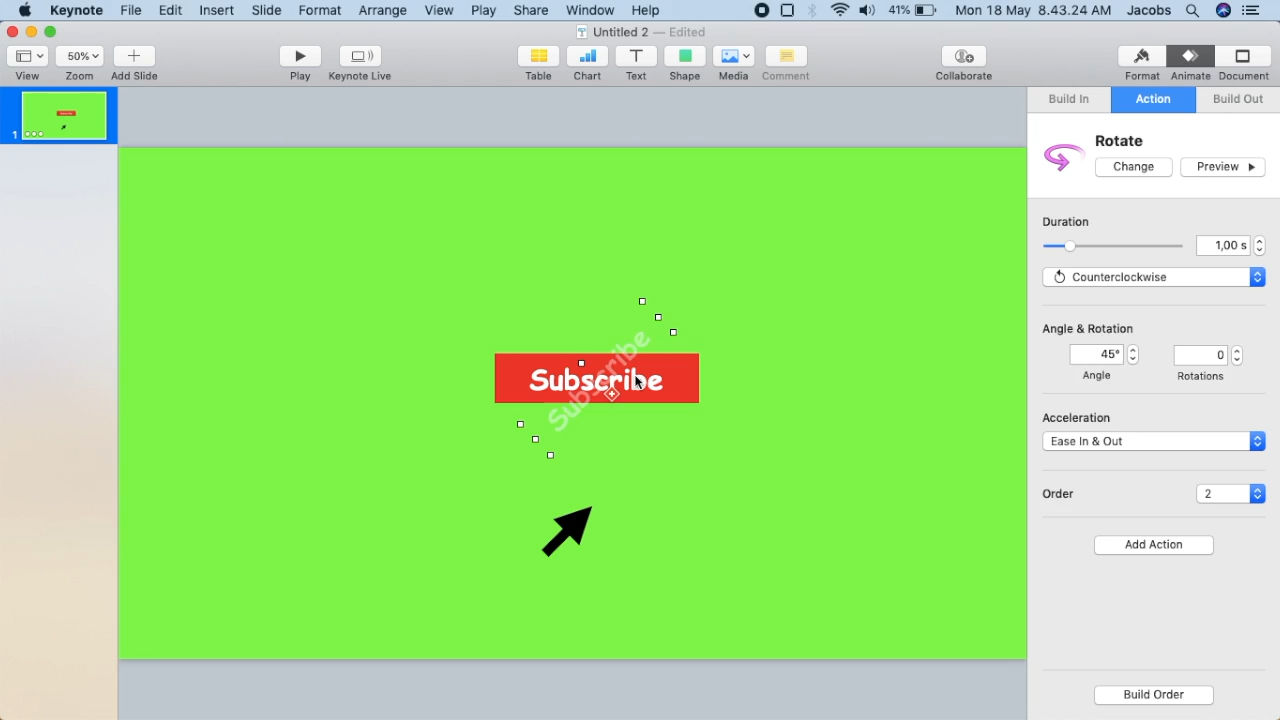 Keynote File Edit Insert Slide Format Arrange View Play Share Window Help 41% Mon 18 May 8.43.24 AM Jacobs
Untitled 2 — Edited
50%
View Zoom Add Slide Play Keynote Live Table Chart Text Shape Media Comment Collaborate Format Animate Document
Build In Action Build Out
1
Rotate
Change Preview
Duration
1,00 s
Counterclockwise
Angle & Rotation
45° 0
Angle Rotations
Subscribe
Subscribe
Acceleration
Ease In & Out
Order 2
Add Action
Build Order